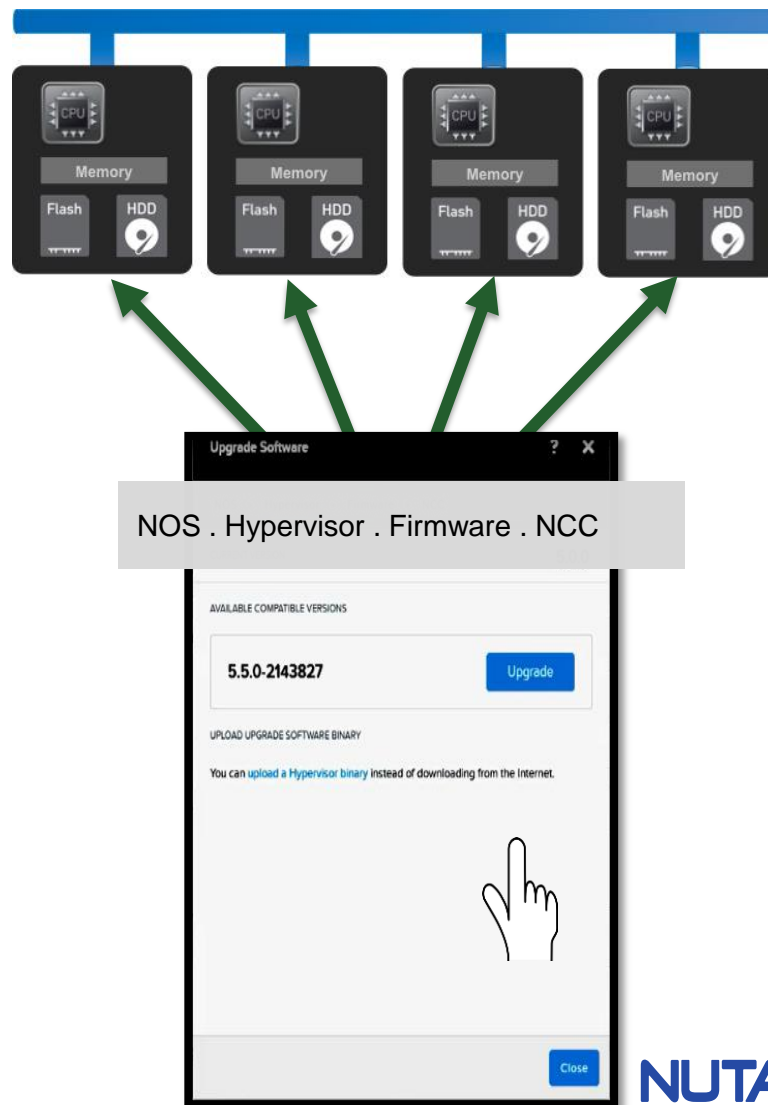 CPU CPU CPU CPU
Memory Memory Memory Memory
Flash HDD Flash HDD Flash HDD Flash HDD
Upgrade Software ? X
NOS . Hypervisor . Firmware . NCC
AVAILABLE COMPATIBLE VERSIONS
5.5.0-2143827 Upgrade
UPLOAD UPGRADE SOFTWARE BINARY
You can upload a Hypervisor binary instead of downloading from the Internet.
Close
NUTA